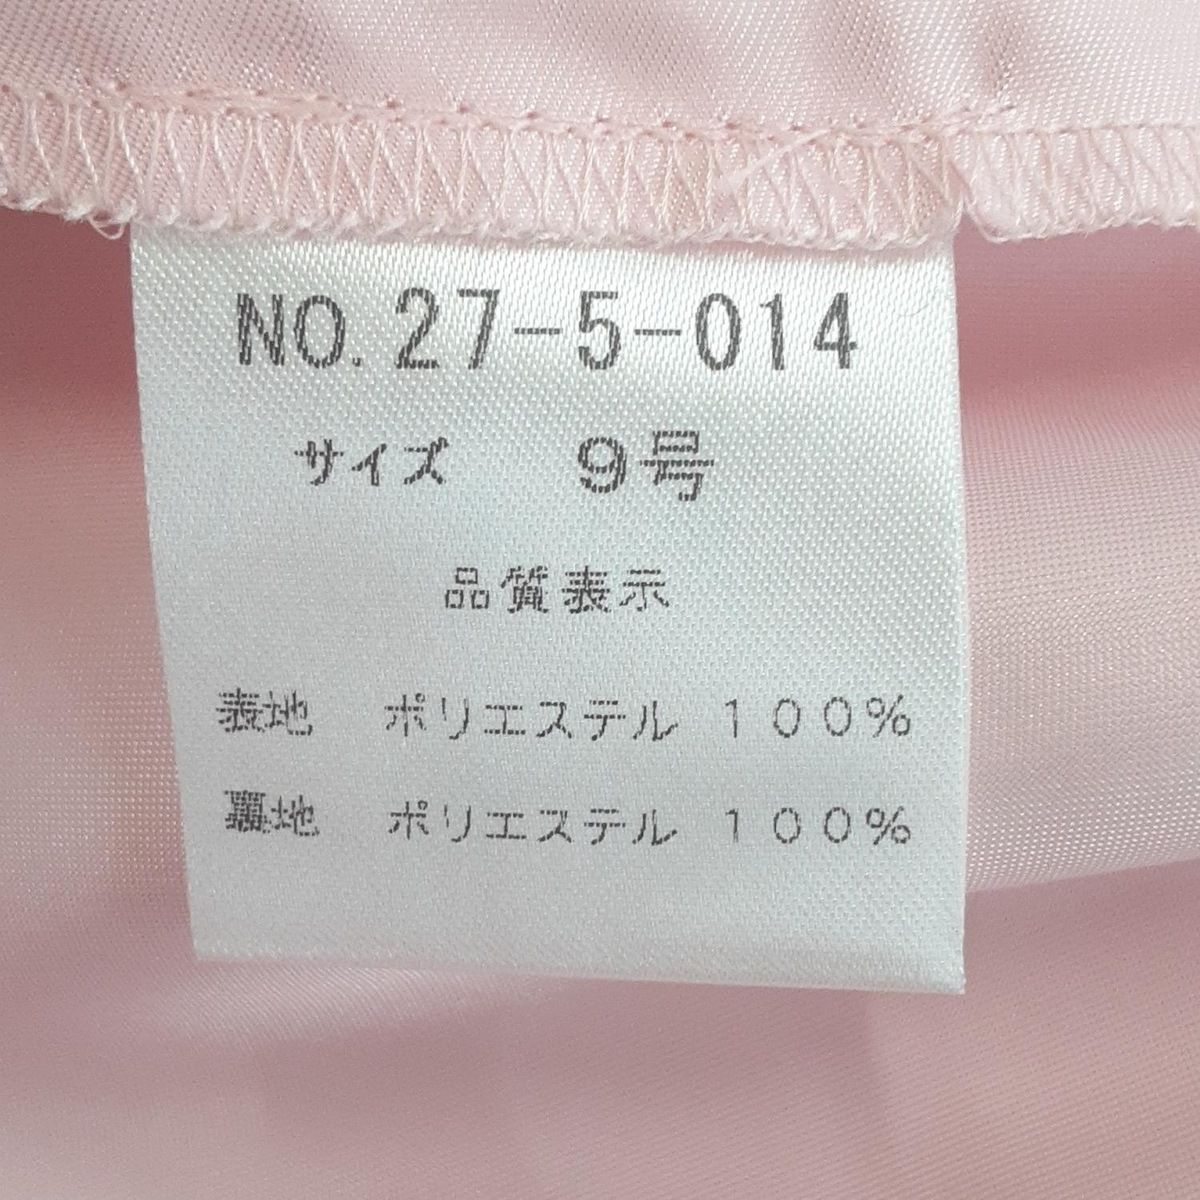 NO.27-5-014
サイズ　９号
品質表示
表地　ポリエステル　１００％
裏地　ポリエステル　１００％